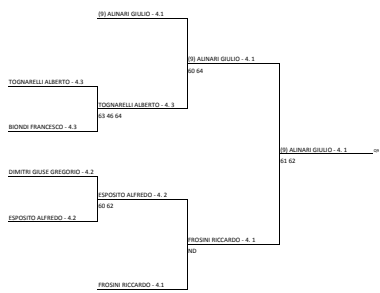 (9) ALINARI GIULIO - 4.1
(9) ALINARI GIULIO - 4. 1
60 64
TOGNARELLI ALBERTO - 4.3
TOGNARELLI ALBERTO - 4. 3
63 46 64
BIONDI FRANCESCO - 4.3
(9) ALINARI GIULIO - 4. 1
61 62
DIMITRI GIUSE GREGORIO - 4.2
ESPOSITO ALFREDO - 4. 2
60 62
ESPOSITO ALFREDO - 4.2
FROSINI RICCARDO - 4. 1
ND
FROSINI RICCARDO - 4.1